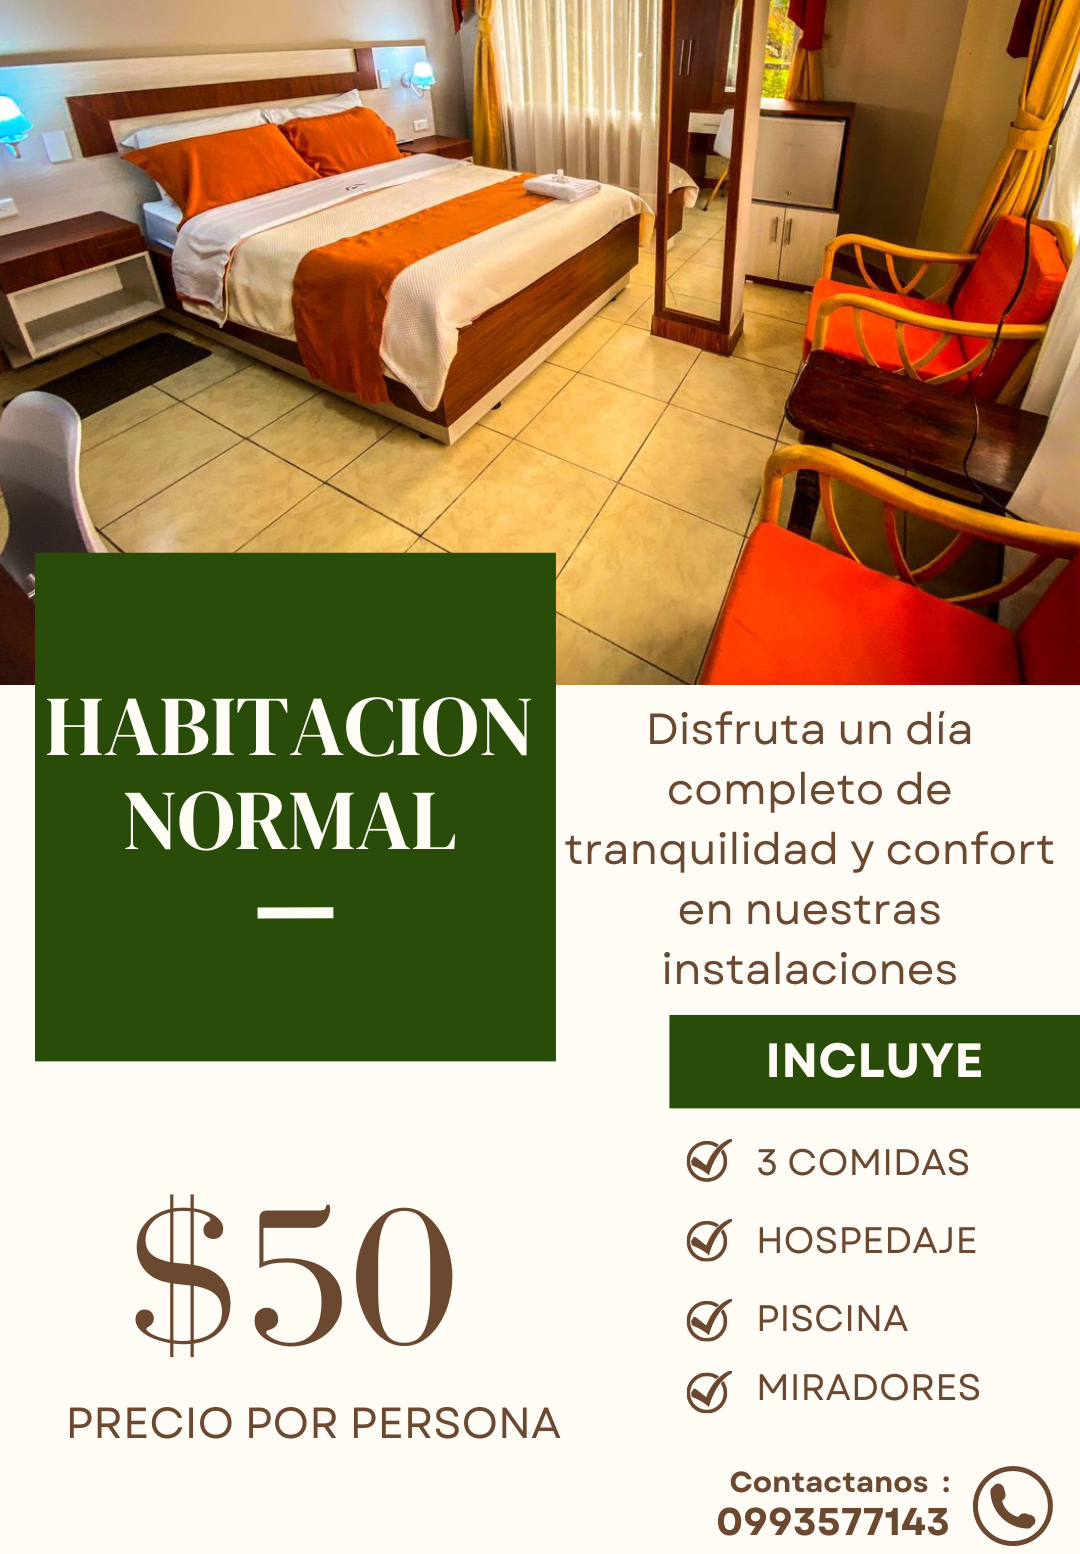 HABITACION
NORMAL
Disfruta un día
completo de
tranquilidad y confort
en nuestras
instalaciones
INCLUYE
3 COMIDAS
HOSPEDAJE
PISCINA
MIRADORES
$50
PRECIO POR PERSONA
Contactanos :
0993577143